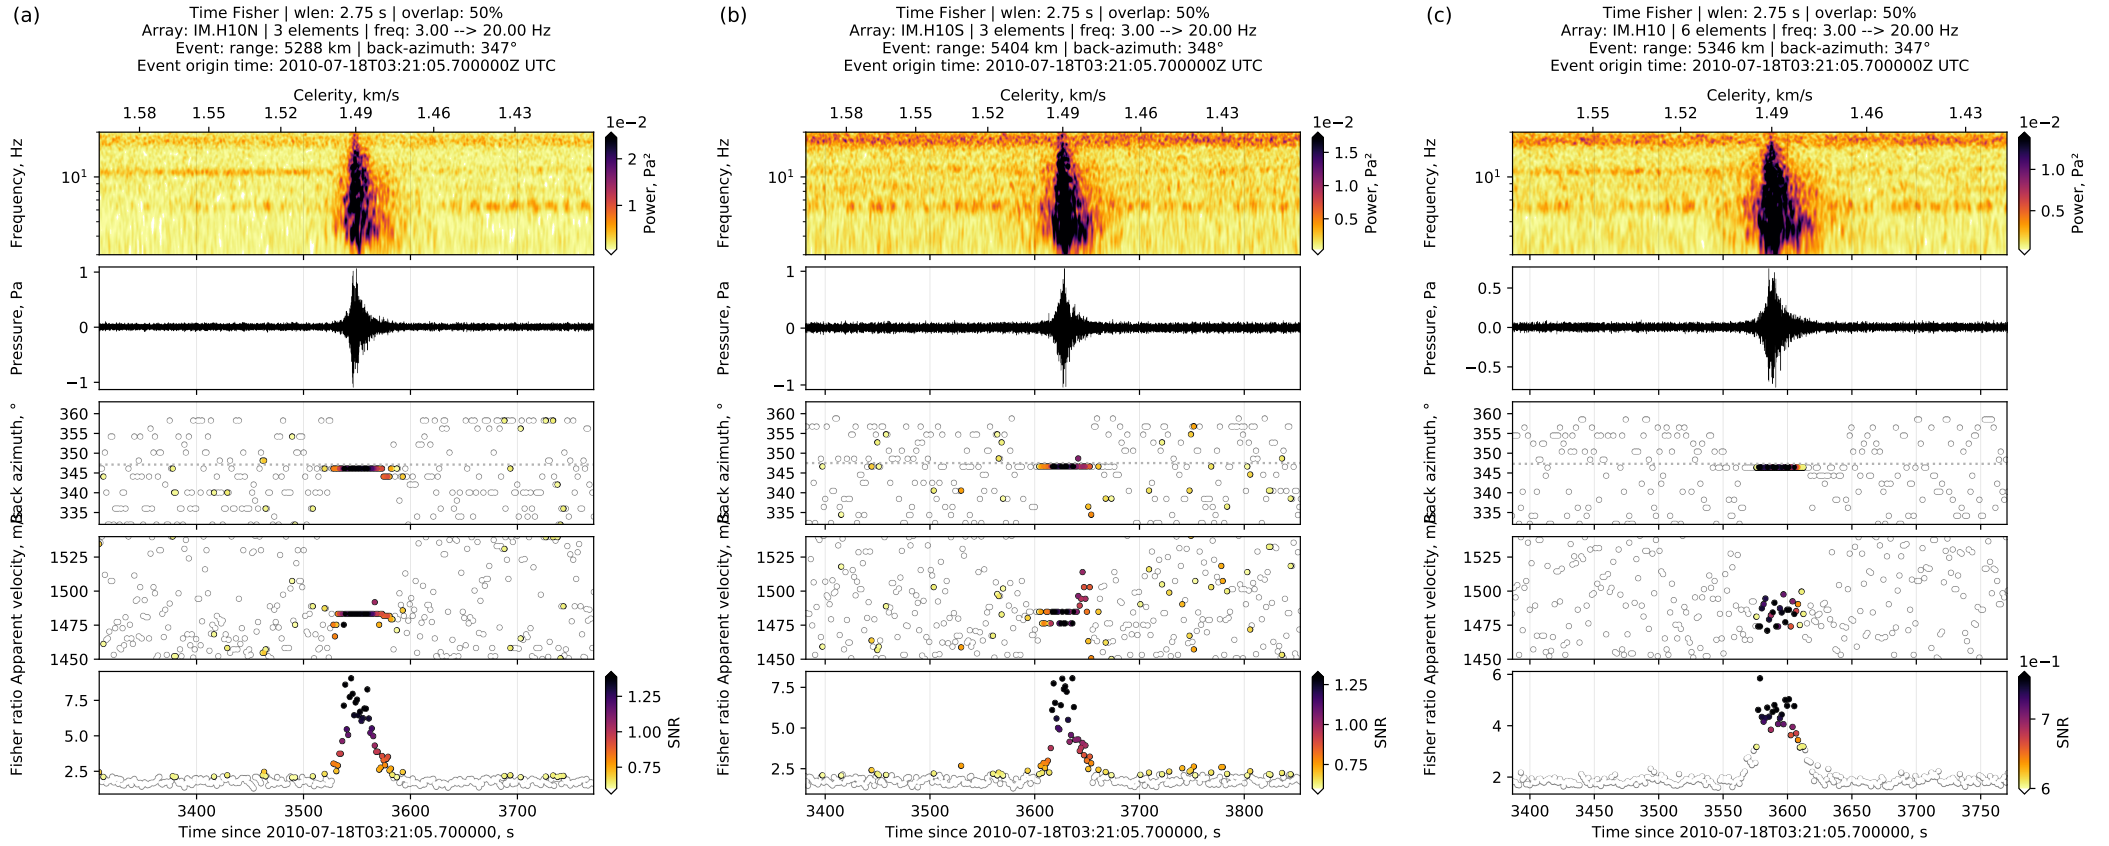 (a)
Time Fisher | wlen: 2.75 s | overlap: 50%
Array: IM.H10N | 3 elements | freq: 3.00 --> 20.00 Hz
Event: range: 5288 km | back-azimuth: 347°
Event origin time: 2010-07-18T03:21:05.700000Z UTC
Celerity, km/s
1.58 1.55 1.52 1.49 1.46 1.43
1e−2
Frequency, Hz
10¹
2
1
Power, Pa²
Pressure, Pa
1
0
−1
Back azimuth, °
360
355
350
345
340
335
Apparent velocity, m/s
1525
1500
1475
1450
Fisher ratio
7.5
5.0
2.5
1.25
1.00
0.75
SNR
3400 3500 3600 3700
Time since 2010-07-18T03:21:05.700000, s
(b)
Time Fisher | wlen: 2.75 s | overlap: 50%
Array: IM.H10S | 3 elements | freq: 3.00 --> 20.00 Hz
Event: range: 5404 km | back-azimuth: 348°
Event origin time: 2010-07-18T03:21:05.700000Z UTC
Celerity, km/s
1.58 1.55 1.52 1.49 1.46 1.43
1e−2
Frequency, Hz
10¹
1.5
1.0
0.5
Power, Pa²
Pressure, Pa
1
0
−1
Back azimuth, °
360
355
350
345
340
335
Apparent velocity, m/s
1525
1500
1475
1450
Fisher ratio
7.5
5.0
2.5
1.25
1.00
0.75
SNR
3400 3500 3600 3700 3800
Time since 2010-07-18T03:21:05.700000, s
(c)
Time Fisher | wlen: 2.75 s | overlap: 50%
Array: IM.H10 | 6 elements | freq: 3.00 --> 20.00 Hz
Event: range: 5346 km | back-azimuth: 347°
Event origin time: 2010-07-18T03:21:05.700000Z UTC
Celerity, km/s
1.55 1.52 1.49 1.46 1.43
1e−2
Frequency, Hz
10¹
1.0
0.5
Power, Pa²
Pressure, Pa
0.5
0.0
−0.5
Back azimuth, °
360
355
350
345
340
335
Apparent velocity, m/s
1525
1500
1475
1450
Fisher ratio
6
4
2
1e−1
7
6
SNR
3400 3450 3500 3550 3600 3650 3700 3750
Time since 2010-07-18T03:21:05.700000, s